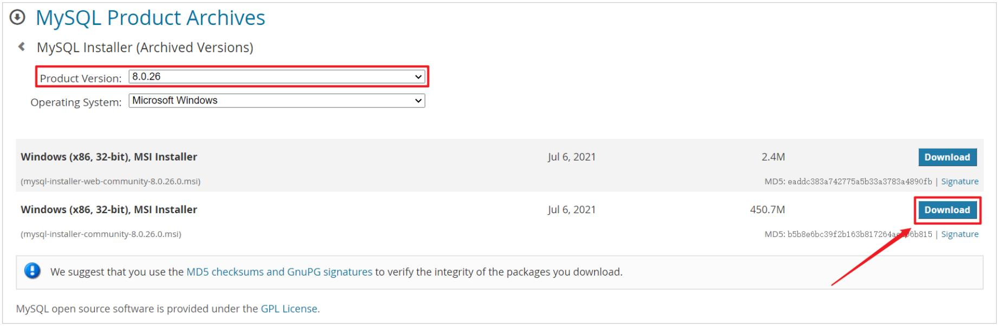 MySQL Product Archives
MySQL Installer (Archived Versions)
Product Version: 8.0.26
Operating System: Microsoft Windows
Windows (x86, 32-bit), MSI Installer Jul 6, 2021 2.4M Download
(mysql-installer-web-community-8.0.26.0.msi) MD5: eaddc383a742775a5b33a3783a4890fb | Signature
Windows (x86, 32-bit), MSI Installer Jul 6, 2021 450.7M Download
(mysql-installer-community-8.0.26.0.msi) MD5: | Signature
We suggest that you use the MD5 checksums and GnuPG signatures to verify the integrity of the packages you download.
MySQL open source software is provided under the GPL License.